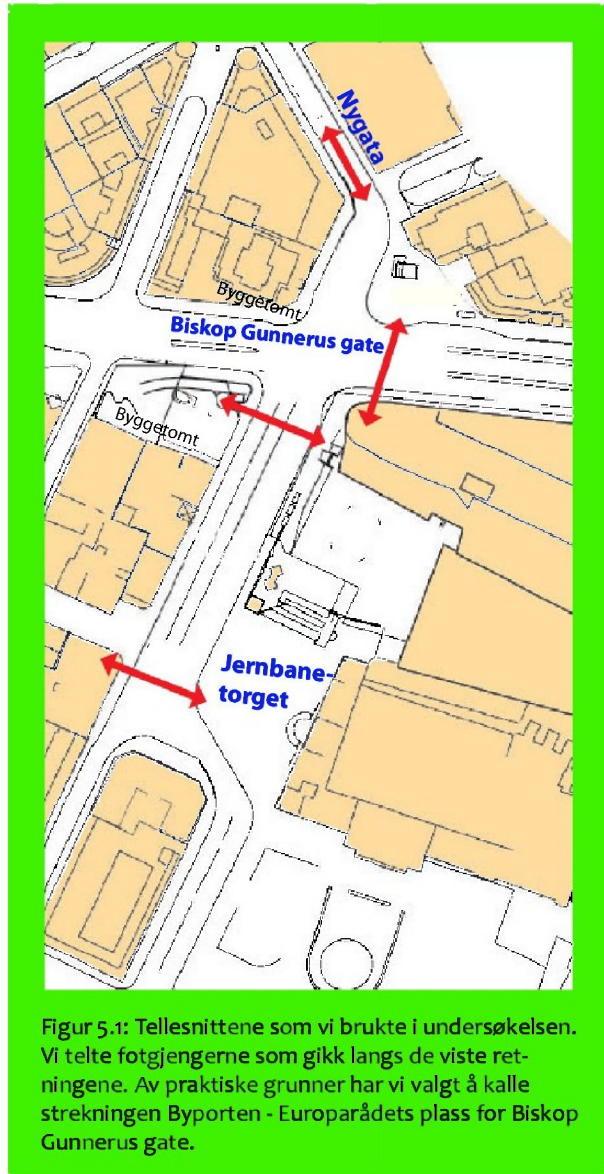 Nygata
Byggetomt
Biskop Gunnerus gate
Byggetomt
Jernbane-
torget
Figur 5.1: Tellesnittene som vi brukte i undersøkelsen.
Vi telte fotgjengerne som gikk langs de viste ret-
ningene. Av praktiske grunner har vi valgt å kalle
strekningen Byporten - Europarådets plass for Biskop
Gunnerus gate.